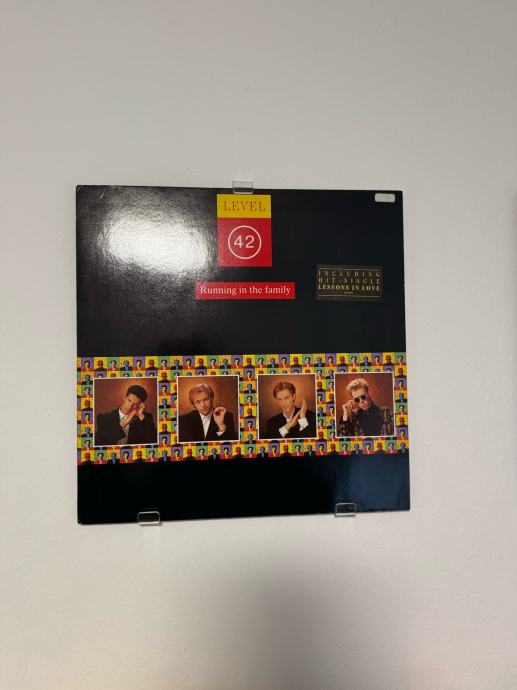 LEVEL
42
Running in the family
INCLUDING
HIT-SINGLE
LESSONS IN LOVE